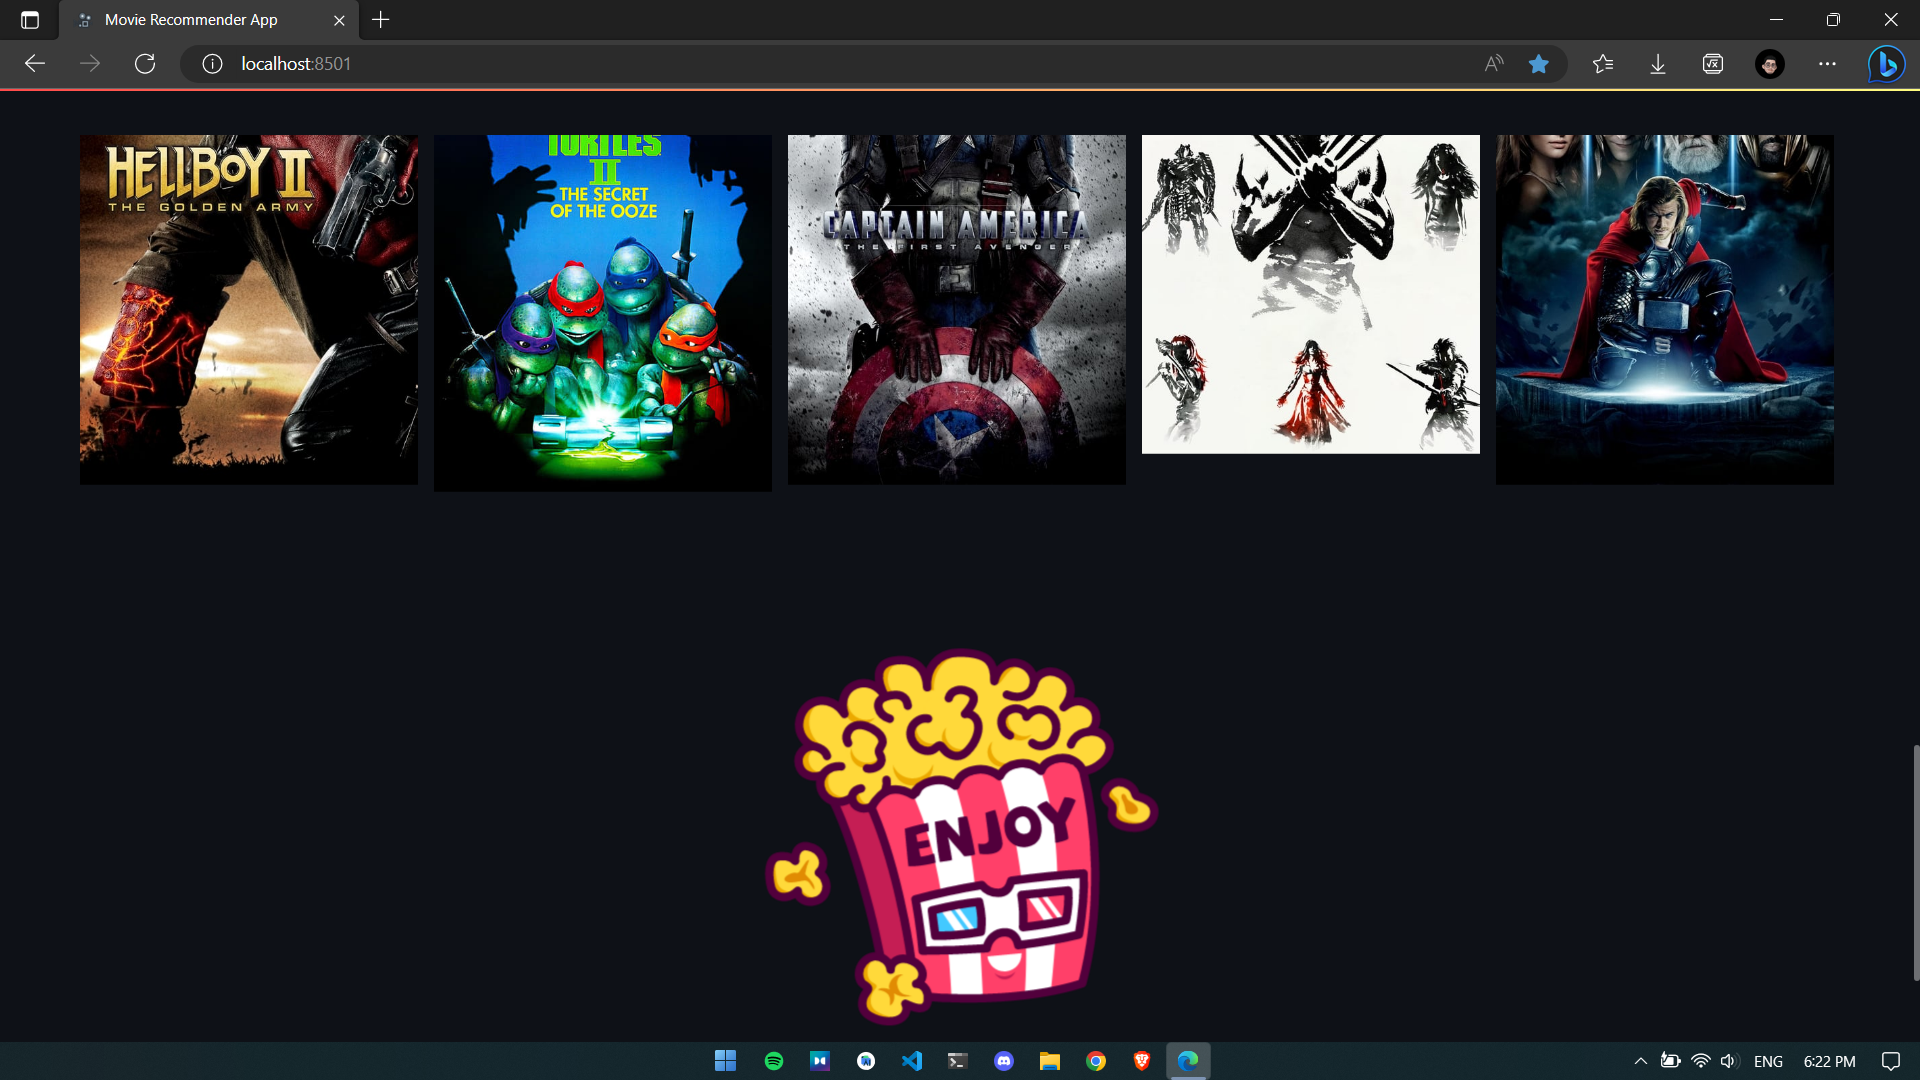 Movie Recommender App
localhost:8501
HELLBOY II
THE GOLDEN ARMY
TURTLES
II
THE SECRET
OF THE OOZE
CAPTAIN AMERICA
THE FIRST AVENGER
ENJOY
ENG
6:22 PM